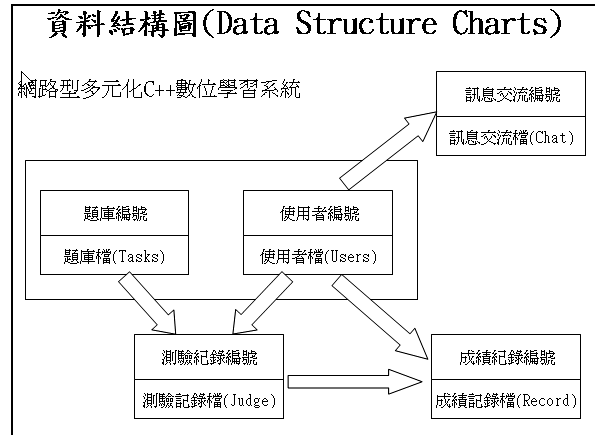 資料結構圖(Data Structure Charts)
網路型多元化C++數位學習系統
訊息交流編號
訊息交流檔(Chat)
題庫編號
題庫檔(Tasks)
使用者編號
使用者檔(Users)
測驗紀錄編號
測驗記錄檔(Judge)
成績紀錄編號
成績記錄檔(Record)